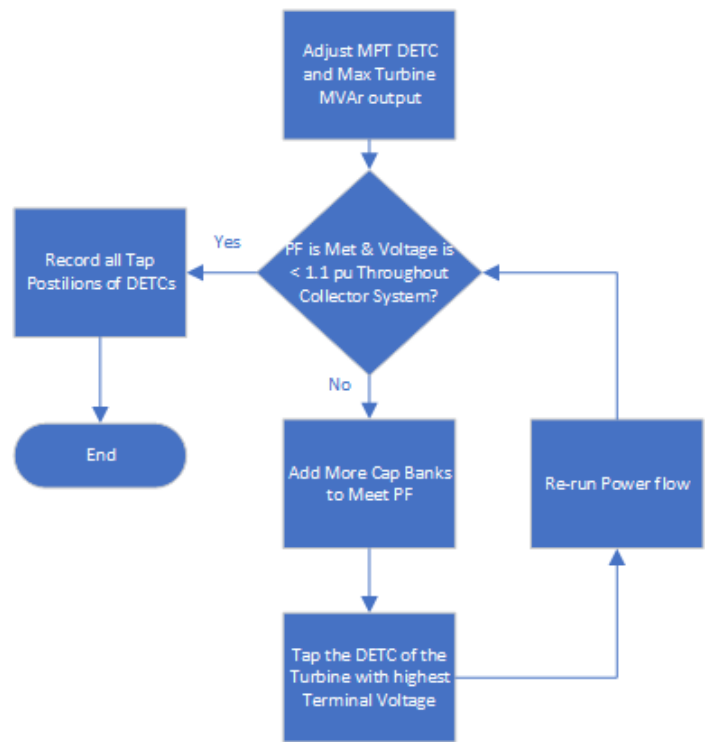 Adjust MPT DETC
and Max Turbine
MVAr output
PF is Met & Voltage is
< 1.1 pu Throughout
Collector System?
Yes
Record all Tap
Postilions of DETCs
End
No
Add More Cap Banks
to Meet PF
Tap the DETC of the
Turbine with highest
Terminal Voltage
Re-run Power flow